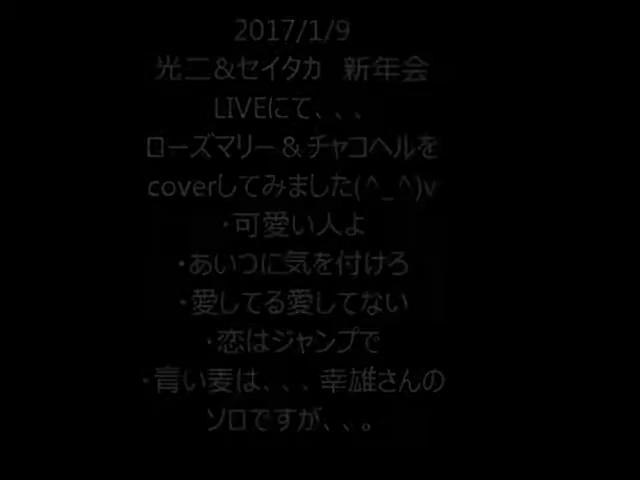 2017/1/9
光二&セイタカ　新年会
LIVEにて、、、
ローズマリー＆チャコヘルを
coverしてみました(^_^)v
・可愛い人よ
・あいつに気を付けろ
・愛してる愛してない
・恋はジャンプで
・青い麦は、、、幸雄さんの
ソロですが、、。